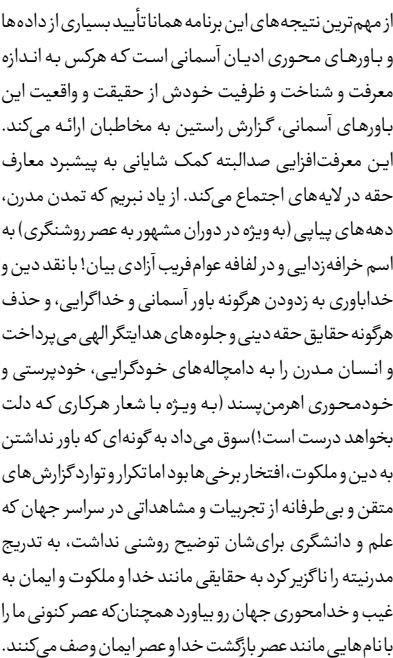 از مهم‌ترین نتیجه‌های این برنامه همانا تأیید بسیاری از داده‌ها
و باورهای محوری ادیان آسمانی است که هرکس به اندازه
معرفت و شناخت و ظرفیت خودش از حقیقت و واقعیت این
باورهای آسمانی، گزارش راستین به مخاطبان ارائه می‌کند.
این معرفت‌افزایی صدالبته کمک شایانی به پیشبرد معارف
حقه در لایه‌های اجتماع می‌کند. از یاد نبریم که تمدن مدرن،
دهه‌های پیاپی (به ویژه در دوران مشهور به عصر روشنگری) به
اسم خرافه‌زدایی و در لفافه عوام‌فریب آزادی بیان! با نقد دین و
خداباوری به زدودن هرگونه باور آسمانی و خداگرایی، و حذف
هرگونه حقایق حقه دینی و جلوه‌های هدایتگر الهی می‌پرداخت
و انسان مدرن را به دامچاله‌های خودگرایی، خودپرستی و
خودمحوری اهرمن‌پسند (به ویژه با شعار هرکاری که دلت
بخواهد درست است!)سوق می‌داد به گونه‌ای که باور نداشتن
به دین و ملکوت، افتخار برخی‌ها بود اما تکرار و توارد گزارش‌های
متقن و بی‌طرفانه از تجربیات و مشاهداتی در سراسر جهان که
علم و دانشگری برای‌شان توضیح روشنی نداشت، به تدریج
مدرنیته را ناگزیر کرد به حقایقی مانند خدا و ملکوت و ایمان به
غیب و خدامحوری جهان رو بیاورد همچنان‌که عصر کنونی ما را
با نام‌هایی مانند عصر بازگشت خدا و عصر ایمان وصف می‌کنند.